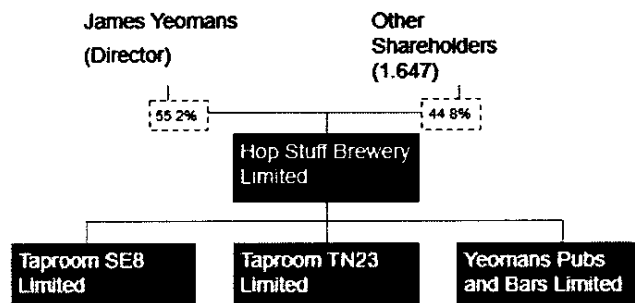 James Yeomans
(Director)
Other
Shareholders
(1.647)
55.2%
44 8%
Hop Stuff Brewery
Limited
Taproom SE8
Limited
Taproom TN23
Limited
Yeomans Pubs
and Bars Limited